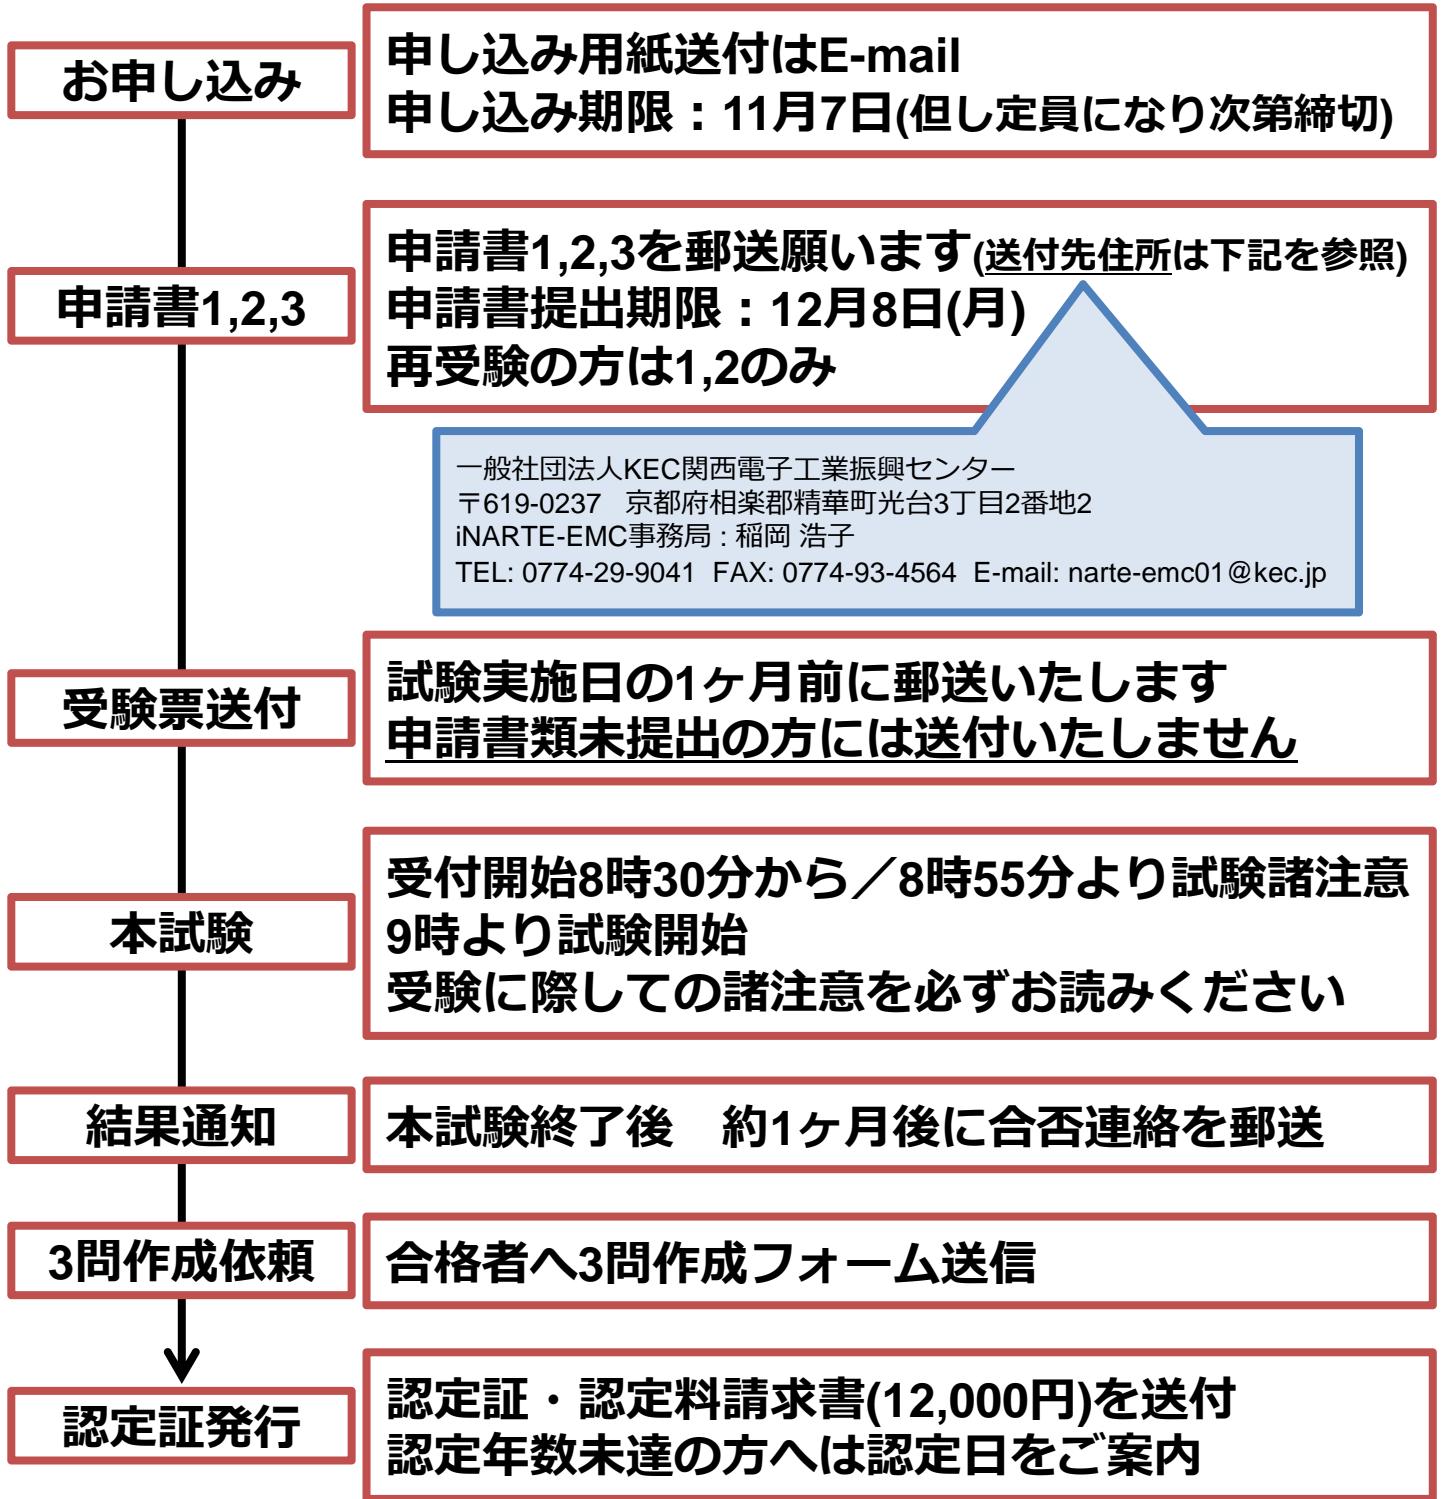 お申し込み
申し込み用紙送付はE-mail
申し込み期限：11月7日(但し定員になり次第締切)
申請書1,2,3
申請書1,2,3を郵送願います(送付先住所は下記を参照)
申請書提出期限：12月8日(月)
再受験の方は1,2のみ
一般社団法人KEC関西電子工業振興センター
〒619-0237　京都府相楽郡精華町光台3丁目2番地2
iNARTE-EMC事務局 : 稲岡 浩子
TEL: 0774-29-9041 FAX: 0774-93-4564 E-mail: narte-emc01@kec.jp
受験票送付
試験実施日の1ヶ月前に郵送いたします
申請書類未提出の方には送付いたしません
本試験
受付開始8時30分から／8時55分より試験諸注意
9時より試験開始
受験に際しての諸注意を必ずお読みください
結果通知
本試験終了後　約1ヶ月後に合否連絡を郵送
3問作成依頼
合格者へ3問作成フォーム送信
認定証発行
認定証・認定料請求書(12,000円)を送付
認定年数未達の方へは認定日をご案内